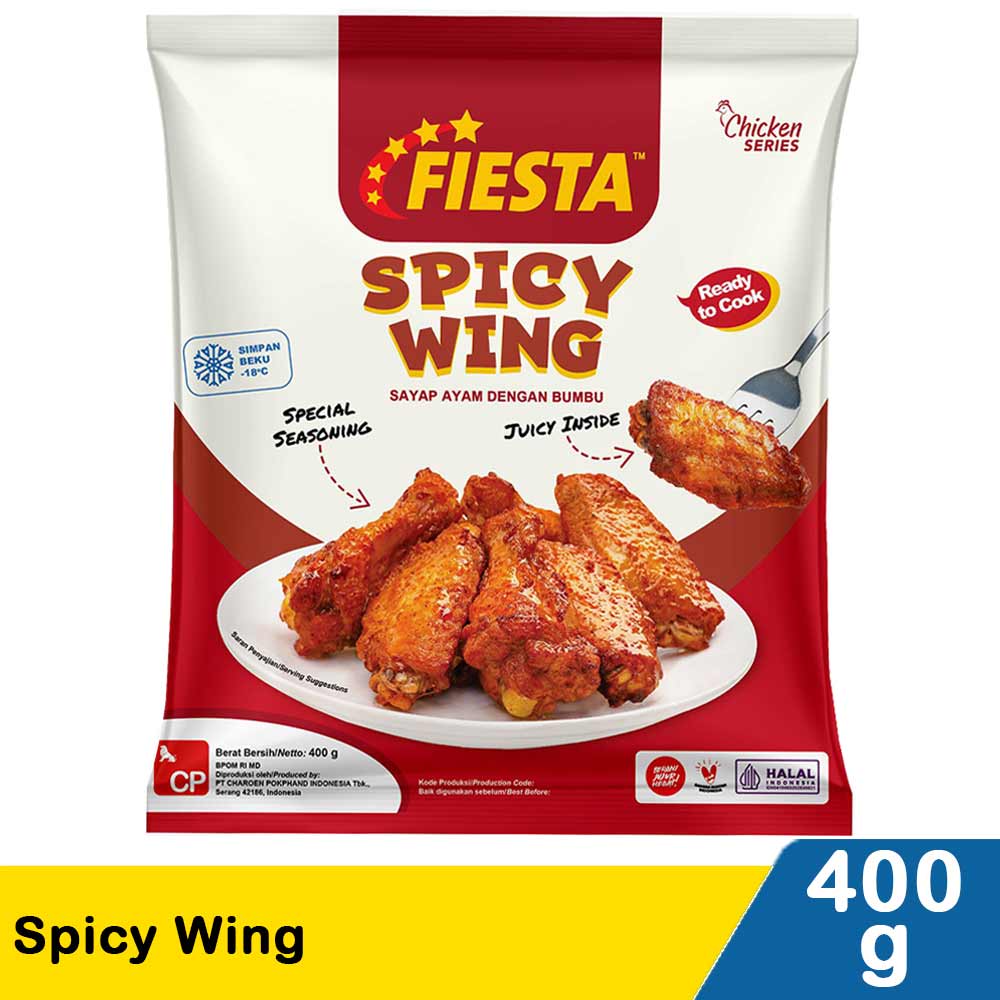 FIESTA™
Chicken
SERIES
SPICY
WING
SAYAP AYAM DENGAN BUMBU
Ready
to Cook
SIMPAN
BEKU
-18°C
SPECIAL
SEASONING
JUICY INSIDE
Saran Penyajian/Serving Suggestions
CP
Berat Bersih/Netto: 400 g
BPOM RI MD
Diproduksi oleh/Produced by:
PT CHAROEN POKPHAND INDONESIA Tbk.,
Serang 42186, Indonesia
Kode Produksi/Production Code:
Baik digunakan sebelum/Best Before:
HALAL
INDONESIA
Spicy Wing
400
g